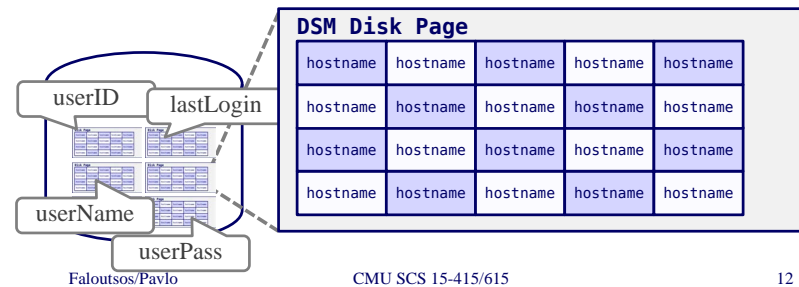 DSM Disk Page
hostname hostname hostname hostname hostname
hostname hostname hostname hostname hostname
hostname hostname hostname hostname hostname
hostname hostname hostname hostname hostname
userID
lastLogin
userName
userPass
Faloutsos/Pavlo CMU SCS 15-415/615 12